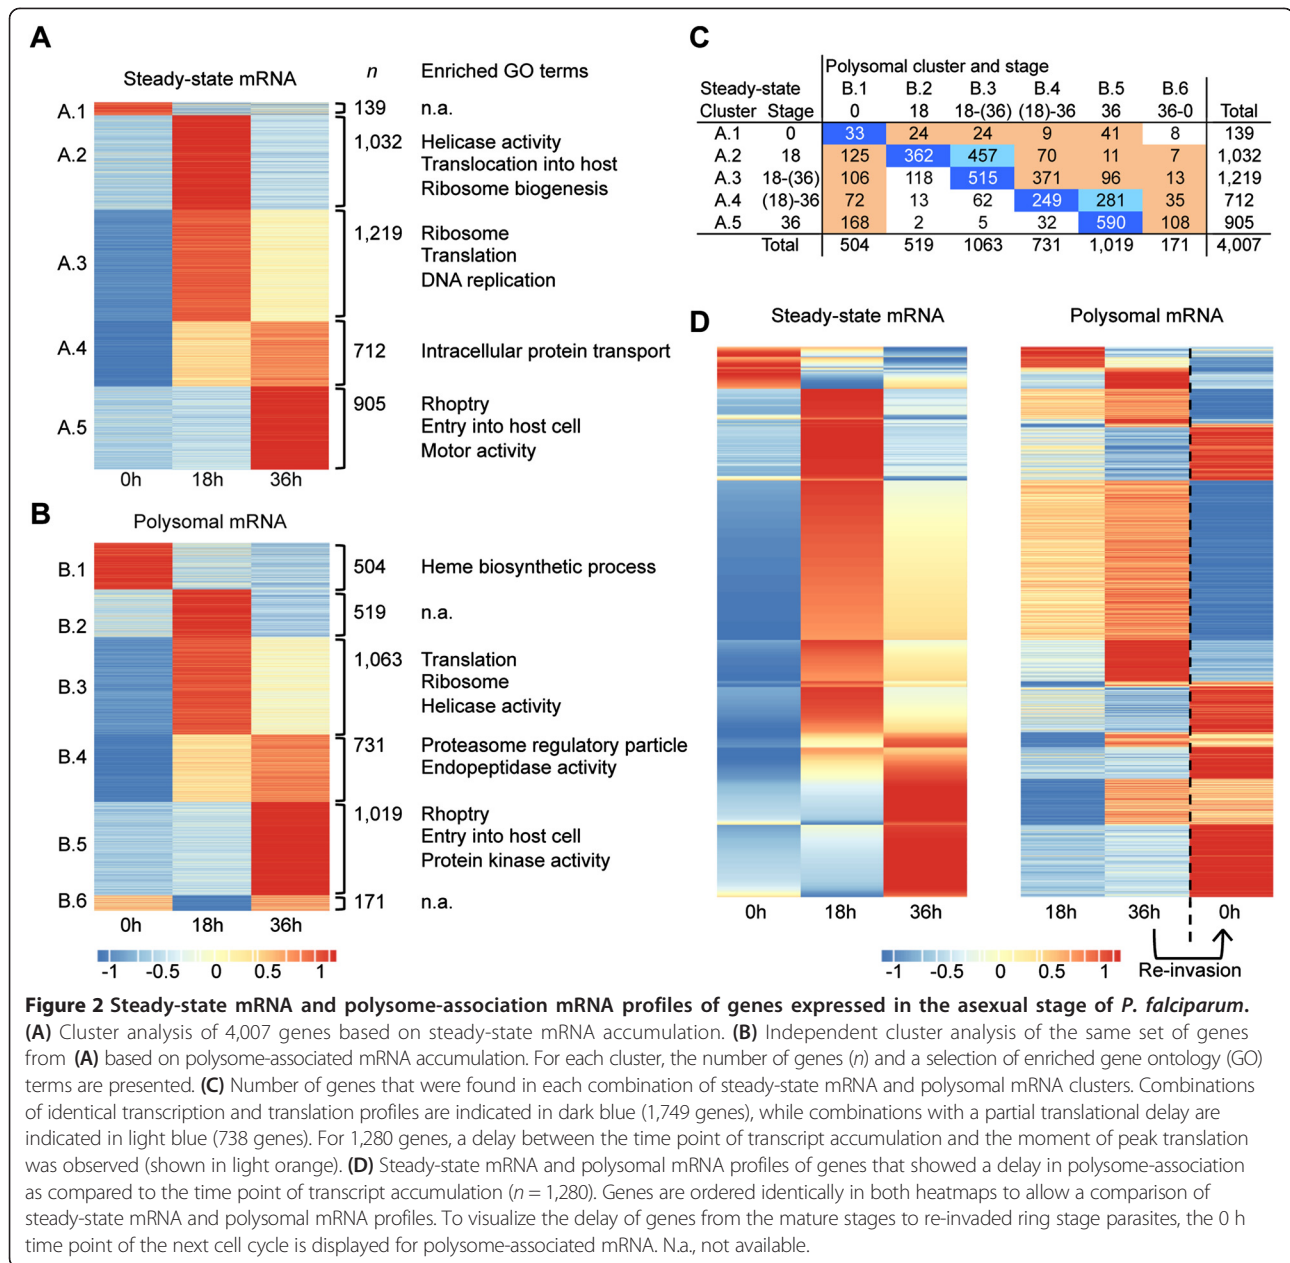 A
Steady-state mRNA
n Enriched GO terms
A.1 139 n.a.
A.2 1,032 Helicase activity
Translocation into host
Ribosome biogenesis
A.3 1,219 Ribosome
Translation
DNA replication
A.4 712 Intracellular protein transport
A.5 905 Rhoptry
Entry into host cell
Motor activity
0h 18h 36h
B
Polysomal mRNA
B.1 504 Heme biosynthetic process
B.2 519 n.a.
B.3 1,063 Translation
Ribosome
Helicase activity
B.4 731 Proteasome regulatory particle
Endopeptidase activity
B.5 1,019 Rhoptry
Entry into host cell
Protein kinase activity
B.6 171 n.a.
0h 18h 36h
-1 -0.5 0 0.5 1
C
Polysomal cluster and stage
Steady-state B.1 B.2 B.3 B.4 B.5 B.6
Cluster Stage 0 18 18-(36) (18)-36 36 36-0 Total
A.1 0 33 24 24 9 41 8 139
A.2 18 125 362 457 70 11 7 1,032
A.3 18-(36) 106 118 515 371 96 13 1,219
A.4 (18)-36 72 13 62 249 281 35 712
A.5 36 168 2 5 32 590 108 905
Total 504 519 1063 731 1,019 171 4,007
D
Steady-state mRNA Polysomal mRNA
0h 18h 36h 18h 36h 0h
-1 -0.5 0 0.5 1 Re-invasion
Figure 2 Steady-state mRNA and polysome-association mRNA profiles of genes expressed in the asexual stage of P. falciparum.
(A) Cluster analysis of 4,007 genes based on steady-state mRNA accumulation. (B) Independent cluster analysis of the same set of genes
from (A) based on polysome-associated mRNA accumulation. For each cluster, the number of genes (n) and a selection of enriched gene ontology (GO)
terms are presented. (C) Number of genes that were found in each combination of steady-state mRNA and polysomal mRNA clusters. Combinations
of identical transcription and translation profiles are indicated in dark blue (1,749 genes), while combinations with a partial translational delay are
indicated in light blue (738 genes). For 1,280 genes, a delay between the time point of transcript accumulation and the moment of peak translation
was observed (shown in light orange). (D) Steady-state mRNA and polysomal mRNA profiles of genes that showed a delay in polysome-association
as compared to the time point of transcript accumulation (n = 1,280). Genes are ordered identically in both heatmaps to allow a comparison of
steady-state mRNA and polysomal mRNA profiles. To visualize the delay of genes from the mature stages to re-invaded ring stage parasites, the 0 h
time point of the next cell cycle is displayed for polysome-associated mRNA. N.a., not available.